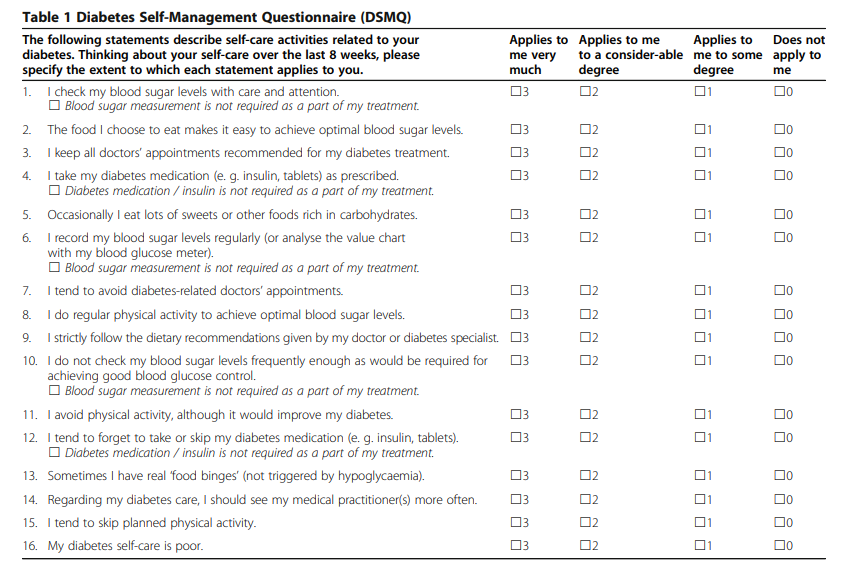 Table 1 Diabetes Self-Management Questionnaire (DSMQ)
The following statements describe self-care activities related to your Applies to Applies to me Applies to Does not
diabetes. Thinking about your self-care over the last 8 weeks, please me very to a consider-able me to some apply to
specify the extent to which each statement applies to you. much degree degree me
1. I check my blood sugar levels with care and attention. ☐3 ☐2 ☐1 ☐0
☐ Blood sugar measurement is not required as a part of my treatment.
2. The food I choose to eat makes it easy to achieve optimal blood sugar levels. ☐3 ☐2 ☐1 ☐0
3. I keep all doctors' appointments recommended for my diabetes treatment. ☐3 ☐2 ☐1 ☐0
4. I take my diabetes medication (e. g. insulin, tablets) as prescribed. ☐3 ☐2 ☐1 ☐0
☐ Diabetes medication / insulin is not required as a part of my treatment.
5. Occasionally I eat lots of sweets or other foods rich in carbohydrates. ☐3 ☐2 ☐1 ☐0
6. I record my blood sugar levels regularly (or analyse the value chart ☐3 ☐2 ☐1 ☐0
with my blood glucose meter).
☐ Blood sugar measurement is not required as a part of my treatment.
7. I tend to avoid diabetes-related doctors' appointments. ☐3 ☐2 ☐1 ☐0
8. I do regular physical activity to achieve optimal blood sugar levels. ☐3 ☐2 ☐1 ☐0
9. I strictly follow the dietary recommendations given by my doctor or diabetes specialist. ☐3 ☐2 ☐1 ☐0
10. I do not check my blood sugar levels frequently enough as would be required for ☐3 ☐2 ☐1 ☐0
achieving good blood glucose control.
☐ Blood sugar measurement is not required as a part of my treatment.
11. I avoid physical activity, although it would improve my diabetes. ☐3 ☐2 ☐1 ☐0
12. I tend to forget to take or skip my diabetes medication (e. g. insulin, tablets). ☐3 ☐2 ☐1 ☐0
☐ Diabetes medication / insulin is not required as a part of my treatment.
13. Sometimes I have real 'food binges' (not triggered by hypoglycaemia). ☐3 ☐2 ☐1 ☐0
14. Regarding my diabetes care, I should see my medical practitioner(s) more often. ☐3 ☐2 ☐1 ☐0
15. I tend to skip planned physical activity. ☐3 ☐2 ☐1 ☐0
16. My diabetes self-care is poor. ☐3 ☐2 ☐1 ☐0